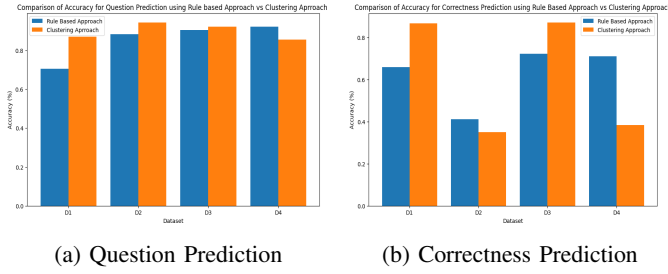 Comparison of Accuracy for Question Prediction using Rule based Approach vs Clustering Approach
Rule Based Approach
Clustering Approach
Accuracy (%)
0.8
0.6
0.4
0.2
0.0
D1 D2 D3 D4
Dataset
(a) Question Prediction
Comparison of Accuracy for Correctness Prediction using Rule Based Approach vs Clustering Approac
Rule Based Approach
Clustering Approach
Accuracy (%)
0.8
0.6
0.4
0.2
0.0
D1 D2 D3 D4
Dataset
(b) Correctness Prediction